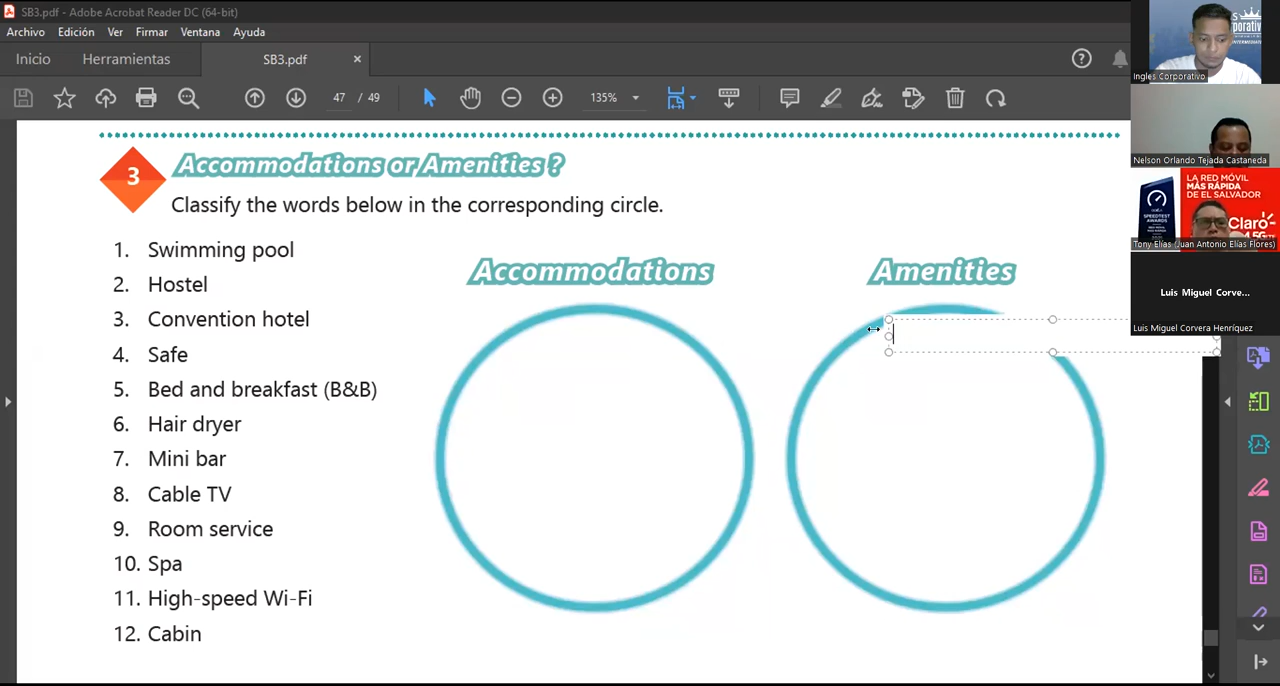 SB3.pdf - Adobe Acrobat Reader DC (64-bit)
Archivo Edición Ver Firmar Ventana Ayuda
Inicio Herramientas SB3.pdf ×
47 / 49 135%
3 Accommodations or Amenities ?
Classify the words below in the corresponding circle.
1. Swimming pool
2. Hostel
3. Convention hotel
4. Safe
5. Bed and breakfast (B&B)
6. Hair dryer
7. Mini bar
8. Cable TV
9. Room service
10. Spa
11. High-speed Wi-Fi
12. Cabin
Accommodations
Amenities
Ingles Corporativo
Nelson Orlando Tejada Castaneda
LA RED MÓVIL
MÁS RÁPIDA
DE EL SALVADOR
SPEEDTEST
AWARDS
Claro
Tony Elías (Juan Antonio Elías Flores)
Luis Miguel Corve...
Luis Miguel Corvera Henríquez